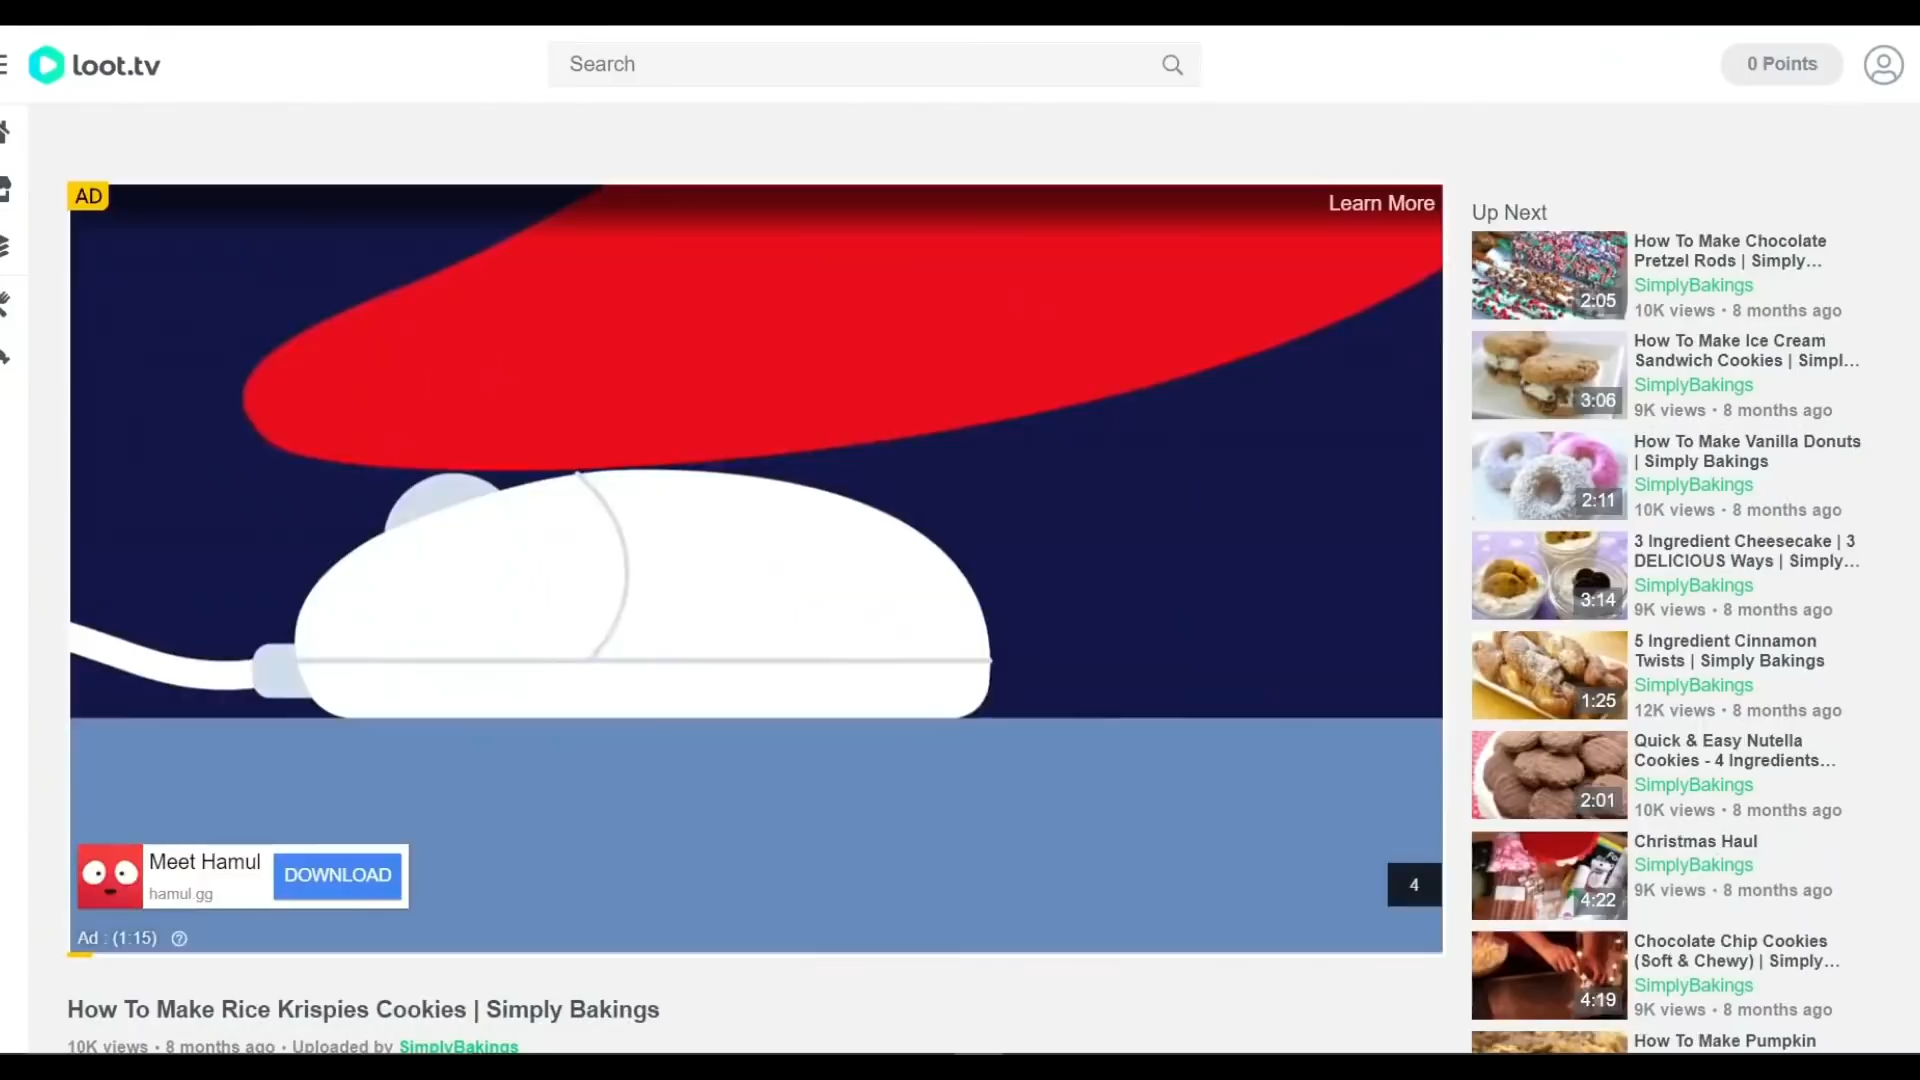 loot.tv
Search
0 Points
AD
Learn More
Meet Hamul
hamul.gg
DOWNLOAD
4
Ad : (1:15)
How To Make Rice Krispies Cookies | Simply Bakings
10K views • 8 months ago • Uploaded by SimplyBakings
Up Next
2:05
How To Make Chocolate
Pretzel Rods | Simply...
SimplyBakings
10K views • 8 months ago
3:06
How To Make Ice Cream
Sandwich Cookies | Simpl...
SimplyBakings
9K views • 8 months ago
2:11
How To Make Vanilla Donuts
| Simply Bakings
SimplyBakings
10K views • 8 months ago
3:14
3 Ingredient Cheesecake | 3
DELICIOUS Ways | Simply...
SimplyBakings
9K views • 8 months ago
1:25
5 Ingredient Cinnamon
Twists | Simply Bakings
SimplyBakings
12K views • 8 months ago
2:01
Quick & Easy Nutella
Cookies - 4 Ingredients...
SimplyBakings
10K views • 8 months ago
4:22
Christmas Haul
SimplyBakings
9K views • 8 months ago
4:19
Chocolate Chip Cookies
(Soft & Chewy) | Simply...
SimplyBakings
9K views • 8 months ago
How To Make Pumpkin